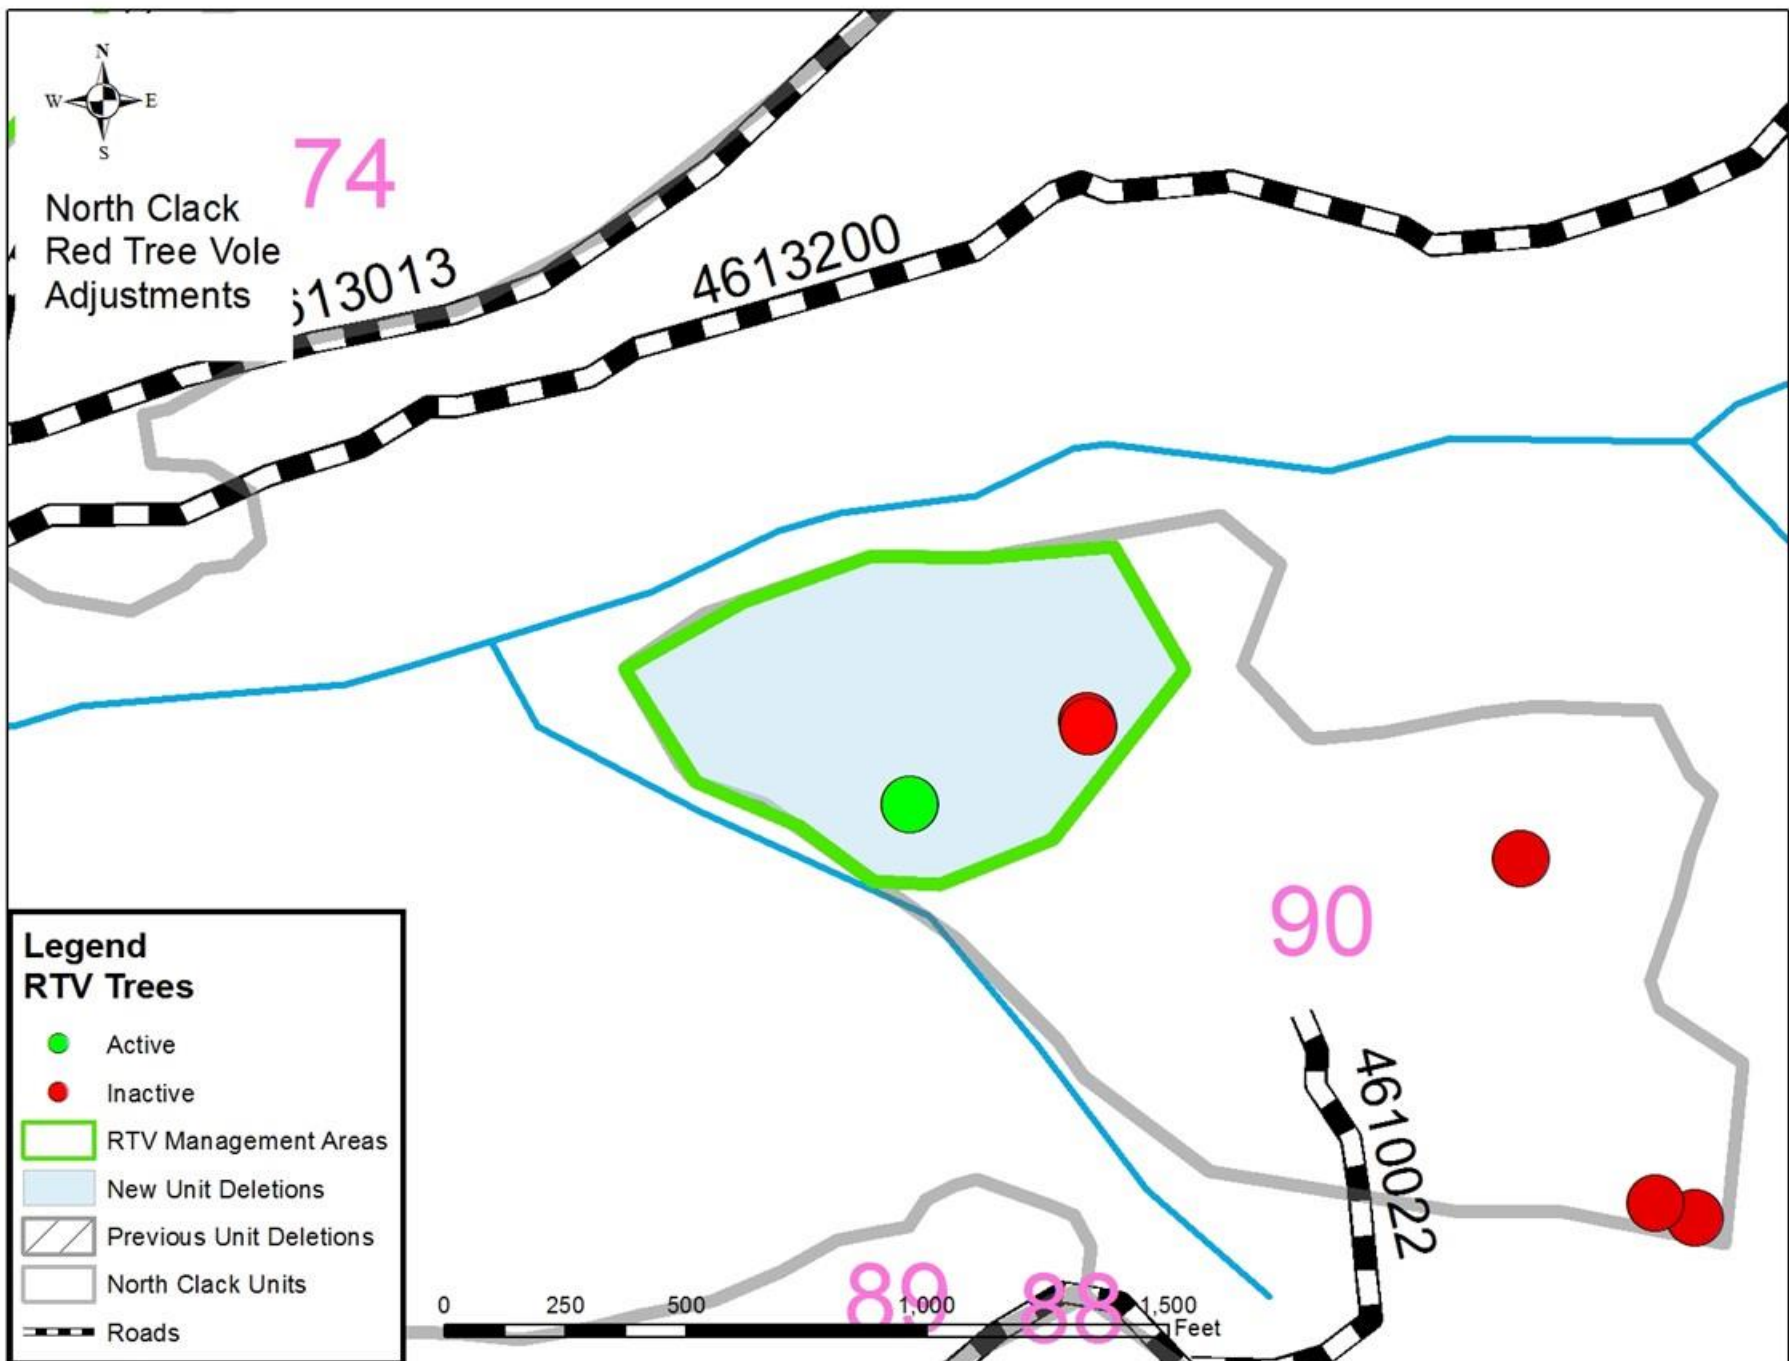 N
W E
S
74
North Clack
Red Tree Vole
Adjustments
613013
4613200
90
4610022
Legend
RTV Trees
Active
Inactive
RTV Management Areas
New Unit Deletions
Previous Unit Deletions
North Clack Units
Roads
89
88
0 250 500 1,000 1,500
Feet